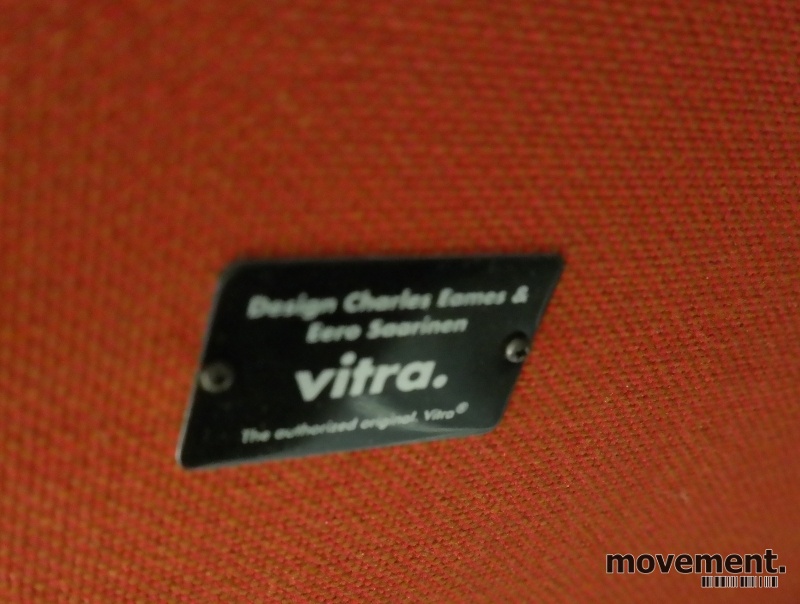 Design Charles Eames &
Eero Saarinen
vitra.
The authorized original. Vitra®
movement.